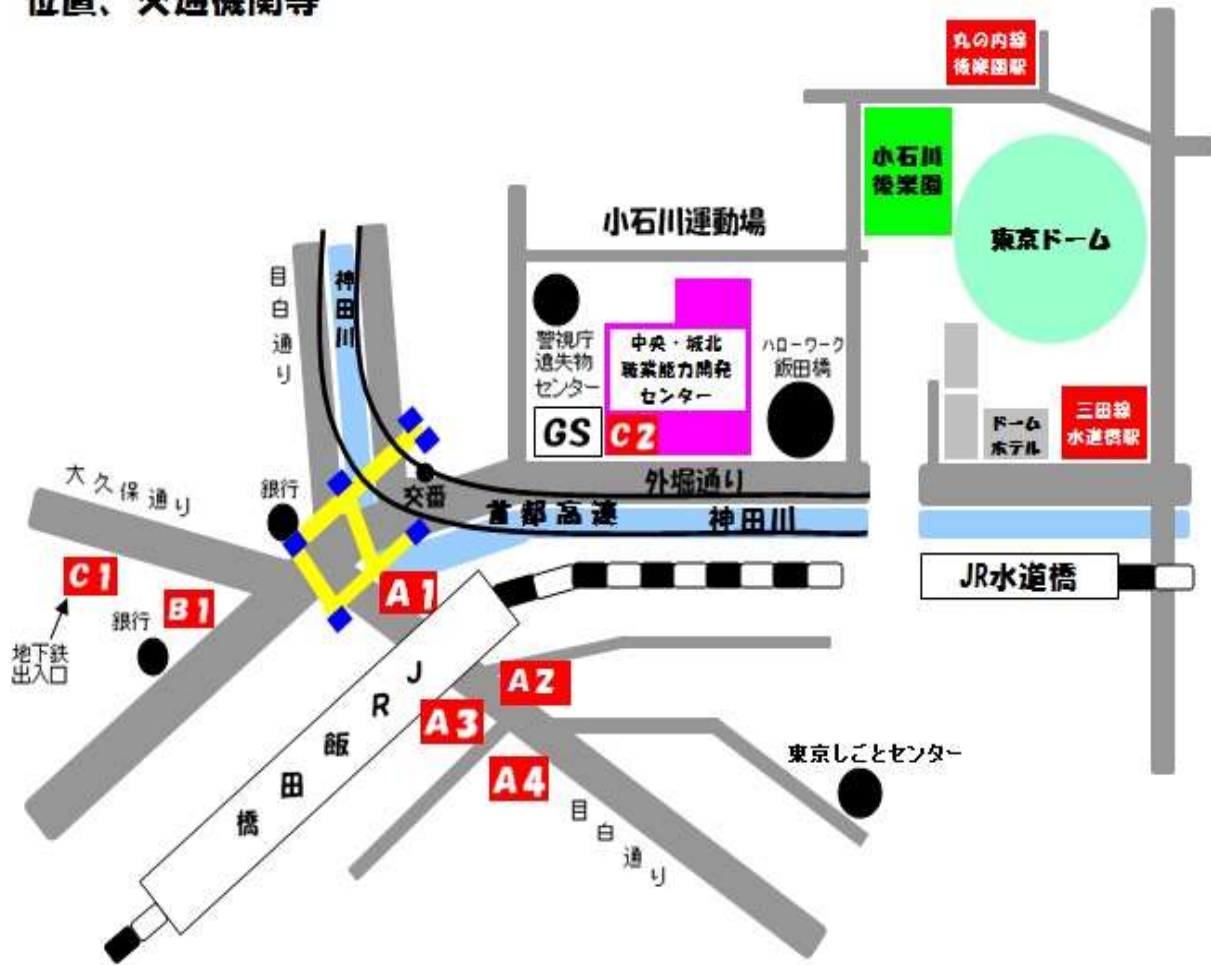 位置、交通機関等
丸の内線
後楽園駅
小石川
後楽園
小石川運動場
東京ドーム
目白通り
神田川
警視庁
遺失物
センター
中央・城北
職業能力開発
センター
ハローワーク
飯田橋
GS
C2
ドーム
ホテル
三田線
水道橋駅
大久保通り
銀行
交番
外堀通り
首都高速
神田川
C1
B1
A1
JR水道橋
銀行
地下鉄
出入口
JR飯田橋
A2
A3
A4
東京しごとセンター
目白通り